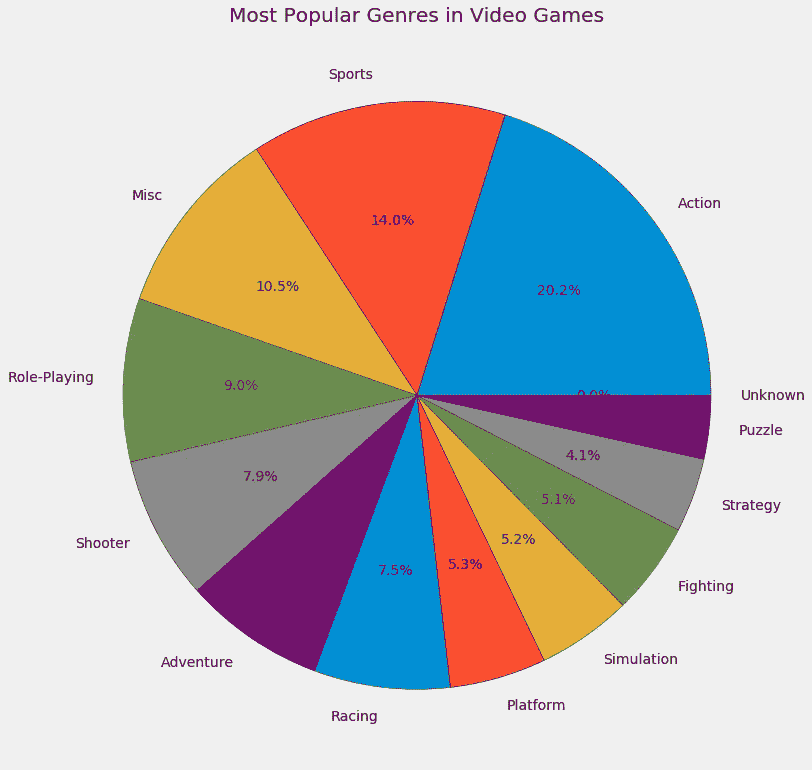 Most Popular Genres in Video Games
Sports
Misc
Action
14.0%
10.5%
20.2%
Role-Playing
9.0%
0.0%
Unknown
Puzzle
7.9%
4.1%
5.1%
Strategy
Shooter
5.2%
7.5%
5.3%
Fighting
Adventure
Simulation
Racing
Platform